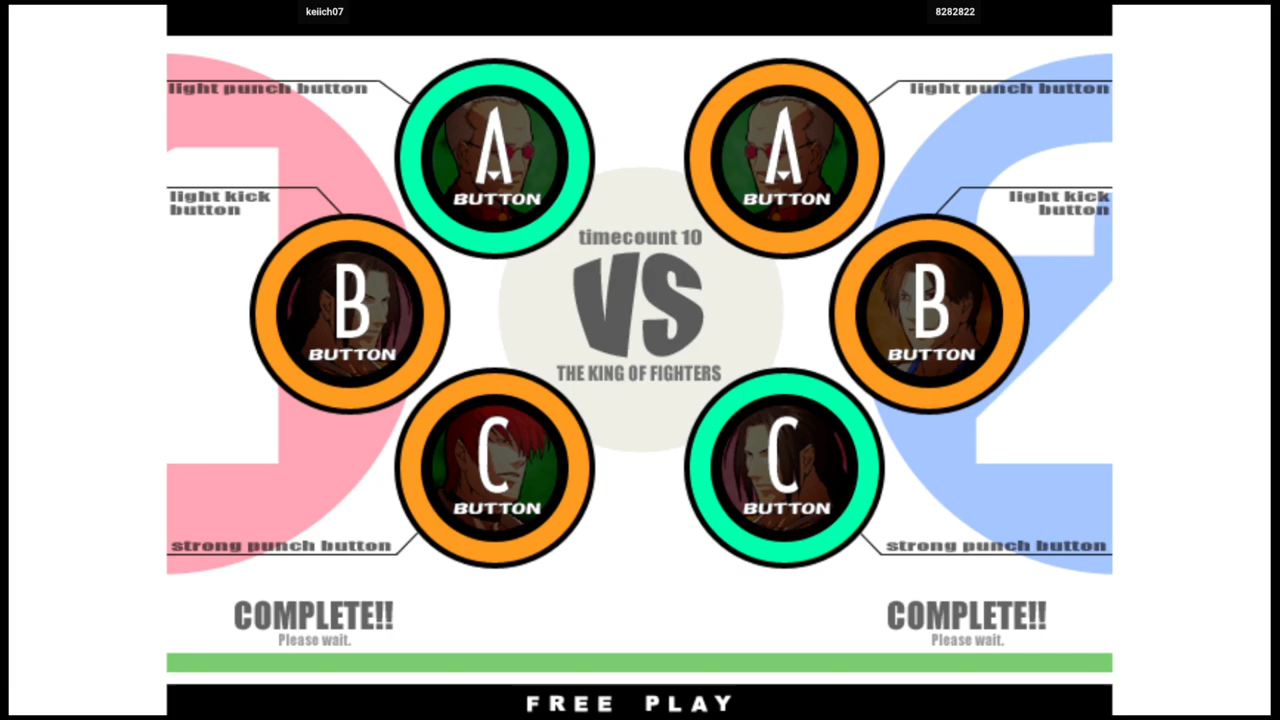 keiich07
8282822
light punch button
light punch button
A
BUTTON
A
BUTTON
light kick
button
light kick
button
timecount 10
VS
THE KING OF FIGHTERS
B
BUTTON
B
BUTTON
C
BUTTON
C
BUTTON
strong punch button
strong punch button
COMPLETE!!
Please wait.
COMPLETE!!
Please wait.
FREE PLAY